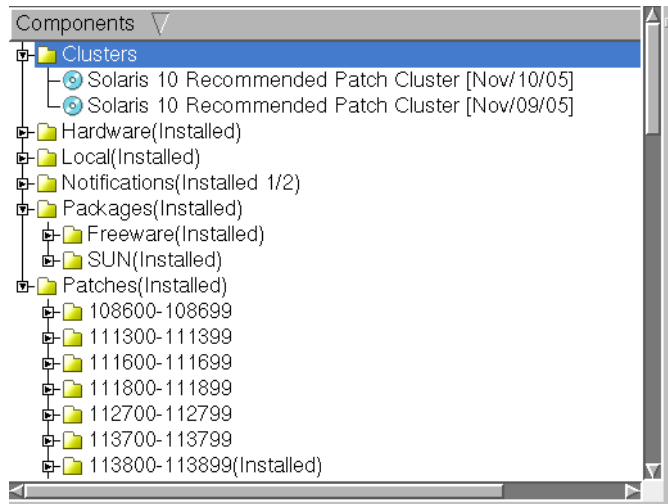 Components
Clusters
Solaris 10 Recommended Patch Cluster [Nov/10/05]
Solaris 10 Recommended Patch Cluster [Nov/09/05]
Hardware(Installed)
Local(Installed)
Notifications(Installed 1/2)
Packages(Installed)
Freeware(Installed)
SUN(Installed)
Patches(Installed)
108600-108699
111300-111399
111600-111699
111800-111899
112700-112799
113700-113799
113800-113899(Installed)